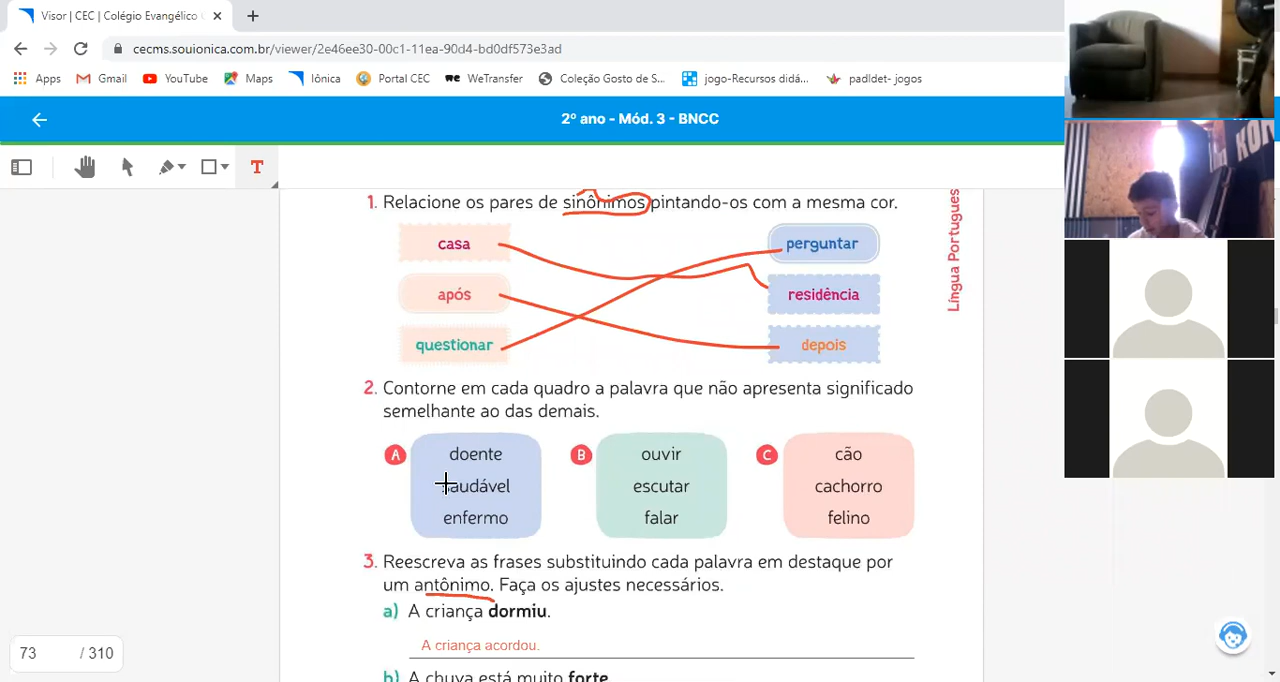 Visor | CEC | Colégio Evangélico
cecms.souionica.com.br/viewer/2e46ee30-00c1-11ea-90d4-bd0df573e3ad
Apps Gmail YouTube Maps Iônica Portal CEC WeTransfer Coleção Gosto de S... jogo-Recursos didá... padldet- jogos
2º ano - Mód. 3 - BNCC
T
1. Relacione os pares de sinônimos pintando-os com a mesma cor.
casa perguntar
após residência
questionar depois
Língua Portugues
2. Contorne em cada quadro a palavra que não apresenta significado
semelhante ao das demais.
A doente B ouvir C cão
saudável escutar cachorro
enfermo falar felino
3. Reescreva as frases substituindo cada palavra em destaque por
um antônimo. Faça os ajustes necessários.
a) A criança dormiu.
A criança acordou.
b) A chuva está muito forte.
73 / 310